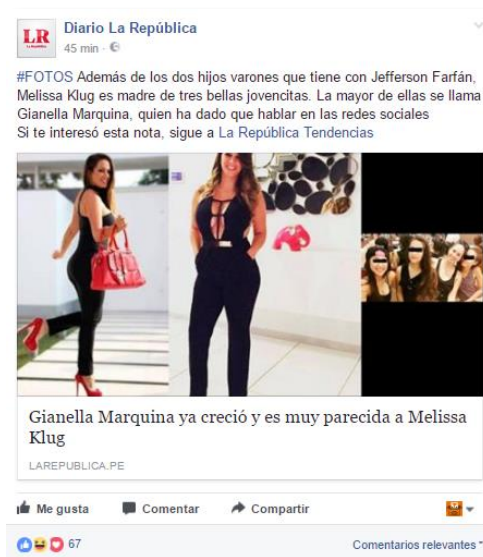 LR
Diario La República
45 min ·
#FOTOS Además de los dos hijos varones que tiene con Jefferson Farfán,
Melissa Klug es madre de tres bellas jovencitas. La mayor de ellas se llama
Gianella Marquina, quien ha dado que hablar en las redes sociales
Si te interesó esta nota, sigue a La República Tendencias
Gianella Marquina ya creció y es muy parecida a Melissa
Klug
LAREPUBLICA.PE
Me gusta Comentar Compartir
67 Comentarios relevantes